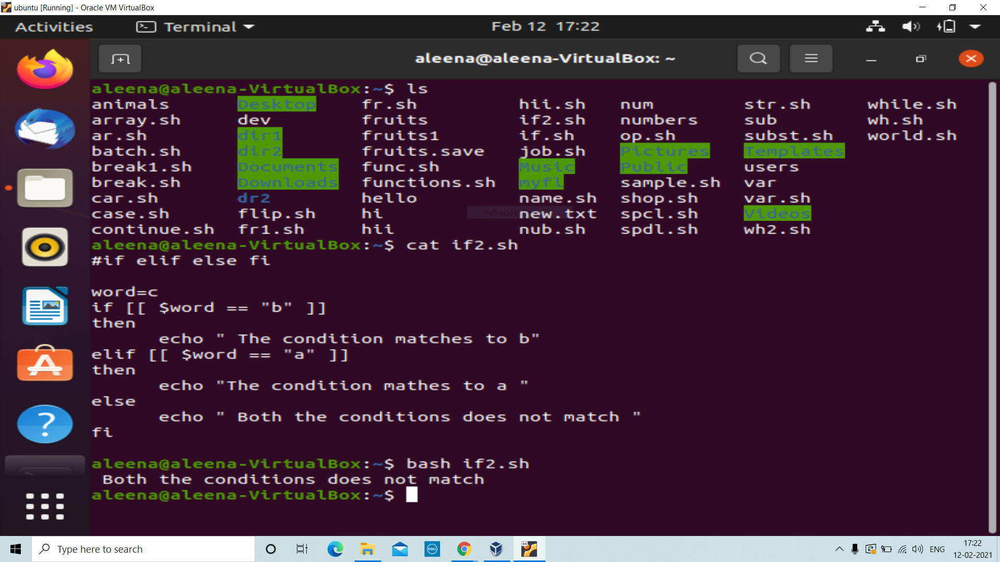 ubuntu [Running] - Oracle VM VirtualBox
Activities Terminal Feb 12 17:22
aleena@aleena-VirtualBox: ~
aleena@aleena-VirtualBox:~$ ls
animals Desktop fr.sh hii.sh num str.sh while.sh
array.sh dev fruits if2.sh numbers sub wh.sh
ar.sh dir1 fruits1 if.sh op.sh subst.sh world.sh
batch.sh dir2 fruits.save job.sh Pictures Templates
break1.sh Documents func.sh Music Public users
break.sh Downloads functions.sh myfl sample.sh var
car.sh dr2 hello name.sh shop.sh var.sh
case.sh flip.sh hi new.txt spcl.sh Videos
continue.sh fr1.sh hii nub.sh spdl.sh wh2.sh
aleena@aleena-VirtualBox:~$ cat if2.sh
#if elif else fi
word=c
if [[ $word == "b" ]]
then
echo " The condition matches to b"
elif [[ $word == "a" ]]
then
echo "The condition mathes to a "
else
echo " Both the conditions does not match "
fi
aleena@aleena-VirtualBox:~$ bash if2.sh
Both the conditions does not match
aleena@aleena-VirtualBox:~$
Type here to search
DELL
64
ENG
17:22
12-02-2021